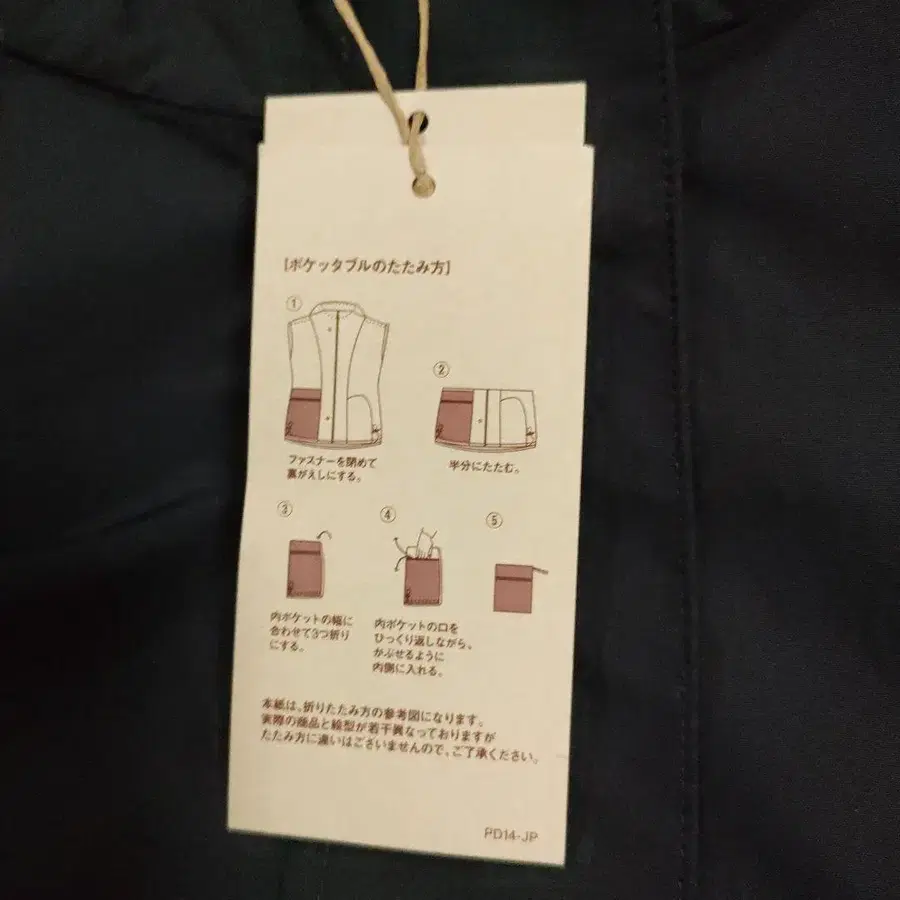 [ポケッタブルのたたみ方]
①
②
ファスナーを閉めて
裏がえしにする。
半分にたたむ。
③
④
⑤
内ポケットの幅に
合わせて3つ折り
にする。
内ポケットの口を
ひっくり返しながら、
かぶせるように
内側に入れる。
本紙は、折りたたみ方の参考図になります。
実際の商品と絵型が若干異なっておりますが
たたみ方に違いはございませんので、ご了承ください。
PD14-JP